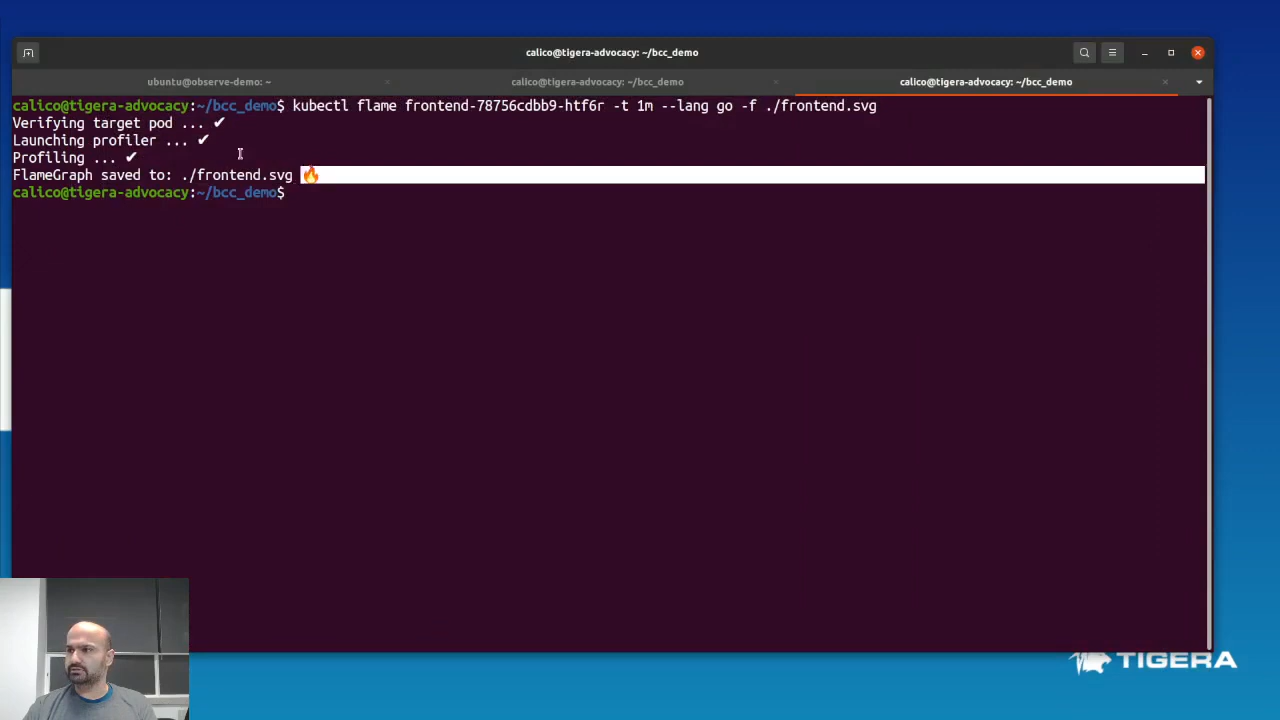 calico@tigera-advocacy: ~/bcc_demo
ubuntu@observe-demo: ~
calico@tigera-advocacy: ~/bcc_demo
calico@tigera-advocacy: ~/bcc_demo
calico@tigera-advocacy:~/bcc_demo$ kubectl flame frontend-78756cdbb9-htf6r -t 1m --lang go -f ./frontend.svg
Verifying target pod ... ✔
Launching profiler ... ✔
Profiling ... ✔
FlameGraph saved to: ./frontend.svg 🔥
calico@tigera-advocacy:~/bcc_demo$
TIGERA